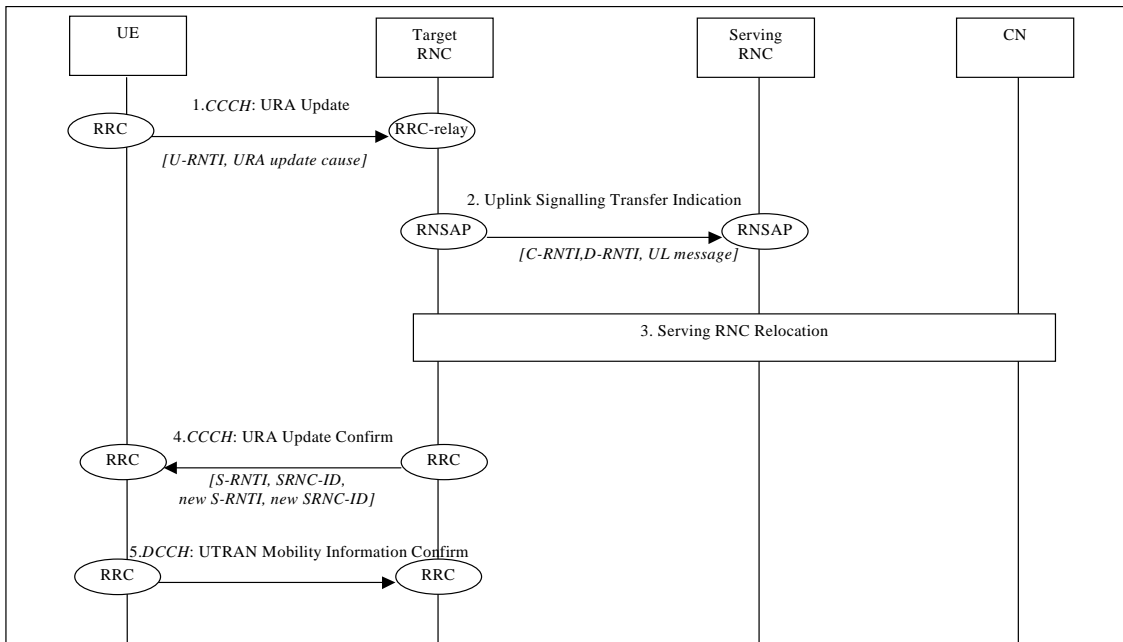 UE
Target
RNC
Serving
RNC
CN
1.CCCH: URA Update
RRC
RRC-relay
[U-RNTI, URA update cause]
2. Uplink Signalling Transfer Indication
RNSAP
RNSAP
[C-RNTI,D-RNTI, UL message]
3. Serving RNC Relocation
4.CCCH: URA Update Confirm
RRC
RRC
[S-RNTI, SRNC-ID,
new S-RNTI, new SRNC-ID]
5.DCCH: UTRAN Mobility Information Confirm
RRC
RRC